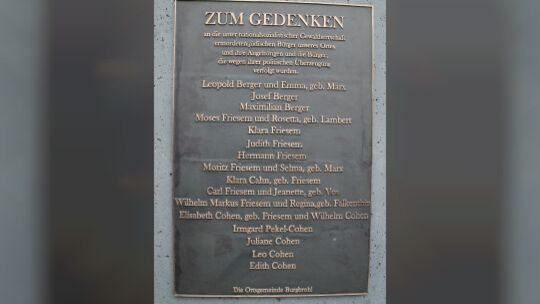 ZUM GEDENKEN
an die unter nationalsozialistischer Gewaltherrschaft
ermordeten jüdischen Bürger unseres Ortes
und ihre Angehörigen und die Bürger,
die wegen ihrer politischen Überzeugung
verfolgt wurden.
Leopold Berger und Emma, geb. Marx
Josef Berger
Maximilian Berger
Moses Friesem und Rosetta, geb. Lambert
Klara Friesem
Judith Friesem
Hermann Friesem
Moritz Friesem und Selma, geb. Marx
Klara Cahn, geb. Friesem
Carl Friesem und Jeanette, geb. Vos
Wilhelm Markus Friesem und Regina,geb. Falkenthin
Elisabeth Cohen, geb. Friesem und Wilhelm Cohen
Irmgard Pekel-Cohen
Juliane Cohen
Leo Cohen
Edith Cohen
Die Ortsgemeinde Burgbrohl